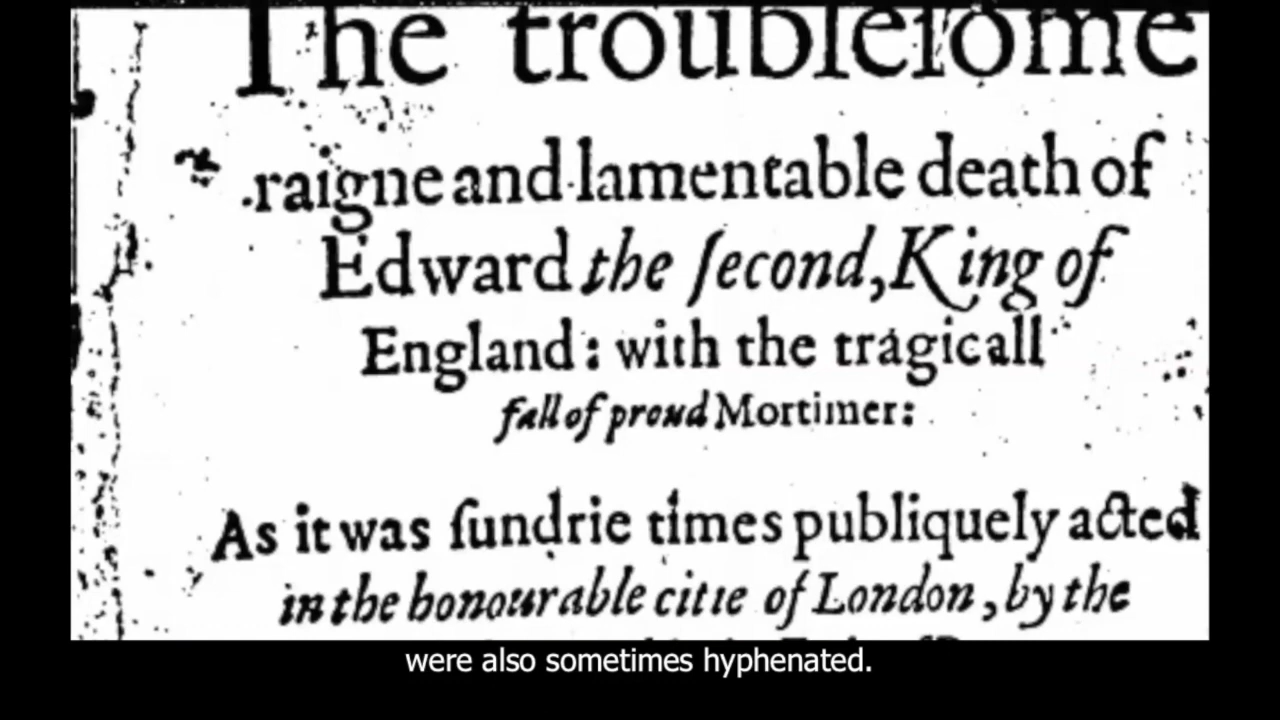 The troubleſome
raigne and lamentable death of
Edward the ſecond, King of
England: with the tragicall
fall of proud Mortimer:
As it was ſundrie times publiquely acted
in the honourable citie of London, by the
were also sometimes hyphenated.